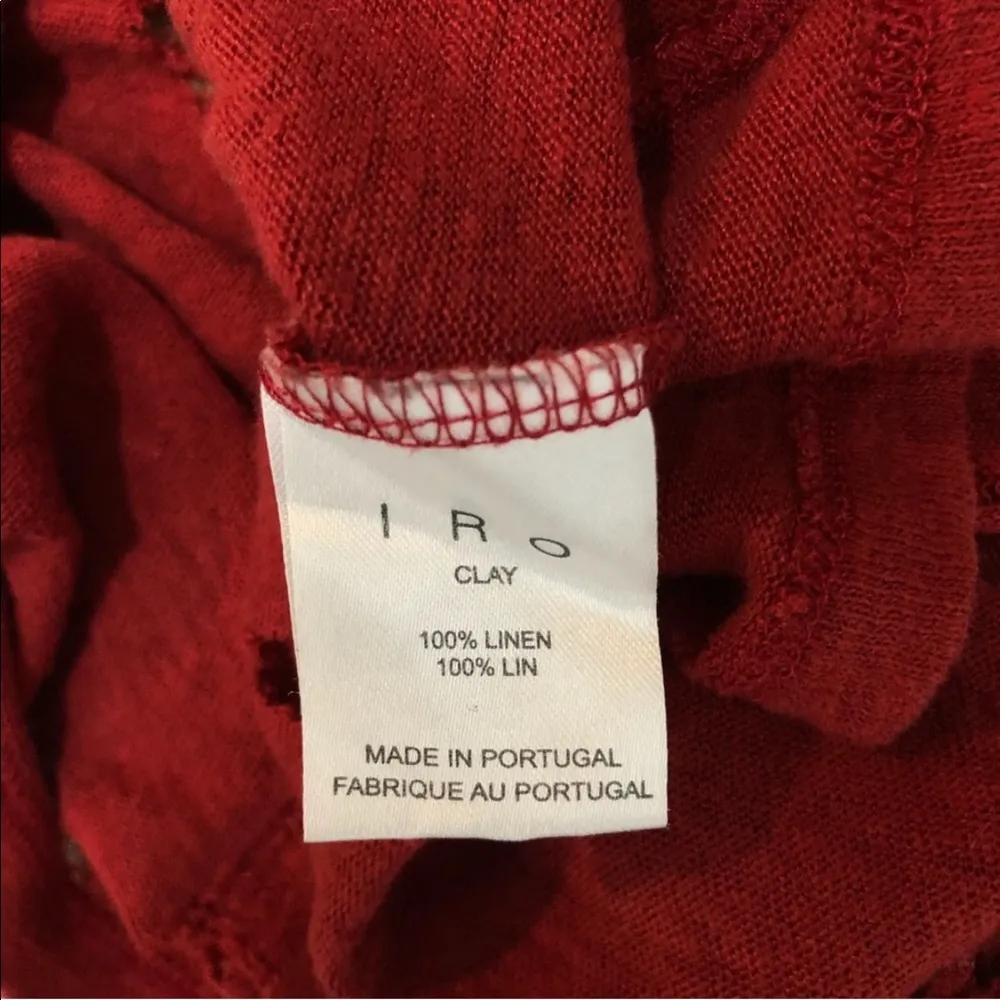 IRO
CLAY
100% LINEN
100% LIN
MADE IN PORTUGAL
FABRIQUE AU PORTUGAL